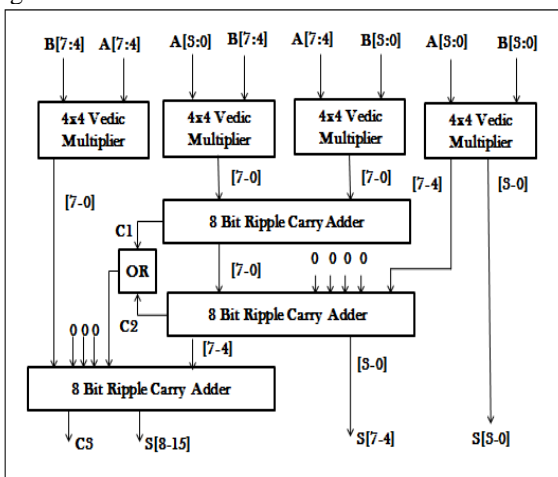 B[7:4] A[7:4] A[3:0] B[7:4] A[7:4] B[3:0] A[3:0] B[3:0]
4x4 Vedic Multiplier
4x4 Vedic Multiplier
4x4 Vedic Multiplier
4x4 Vedic Multiplier
[7-0] [7-0] [7-4] [3-0]
[7-0]
8 Bit Ripple Carry Adder
C1
OR
[7-0]
0 0 0 0
C2
8 Bit Ripple Carry Adder
000
[7-4]
[3-0]
8 Bit Ripple Carry Adder
C3 S[8-15] S[7-4] S[3-0]